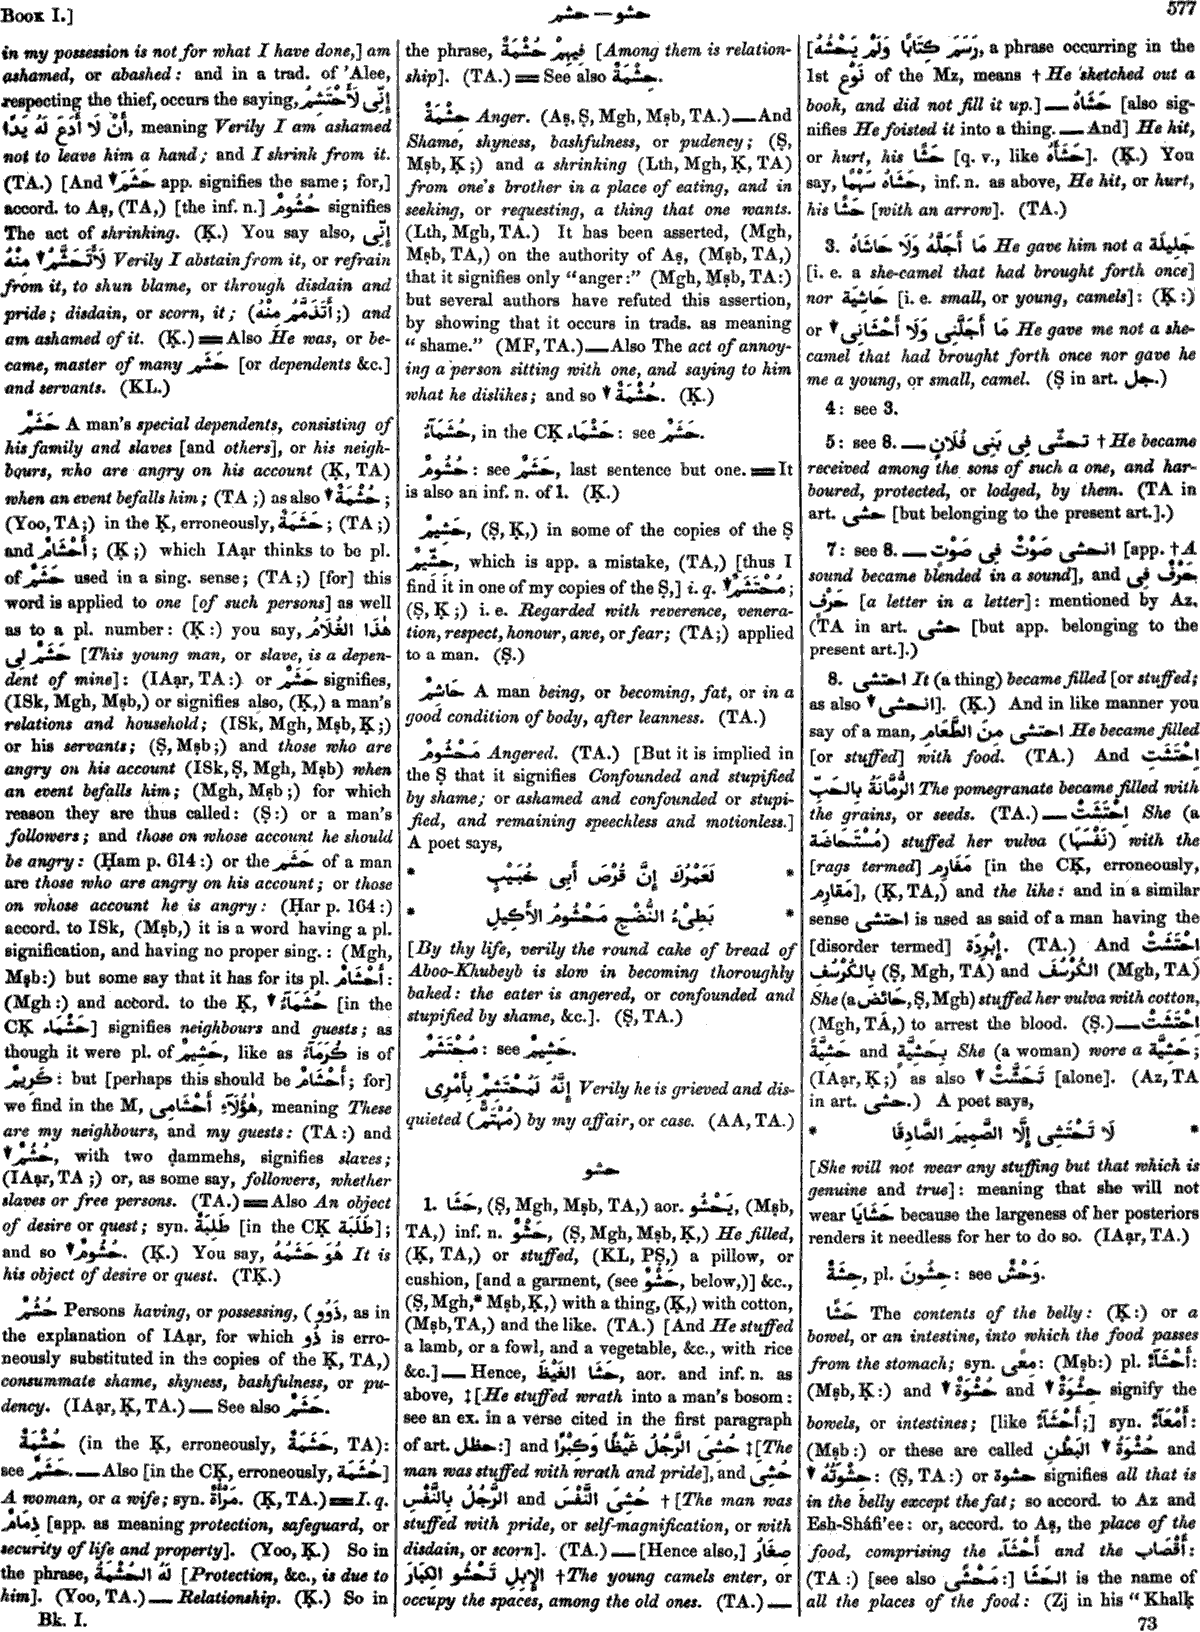 Book I.]
حشم — حشو
577
in my possession is not for what I have done,] am
ashamed, or abashed: and in a trad. of 'Alee,
respecting the thief, occurs the saying, إِنِّى لَأَحْتَشِمُ
أَنْ لَا أَدَعَ لَهُ يَدًا, meaning Verily I am ashamed
not to leave him a hand; and I shrink from it.
(TA.) [And ▼ حَشَمَ app. signifies the same; for,]
accord. to Aṣ, (TA,) [the inf. n.] حُشُومٌ signifies
The act of shrinking. (Ḳ.) You say also, إِنِّى
لَأَتَحَشَّمُ ▼ مِنْهُ Verily I abstain from it, or refrain
from it, to shun blame, or through disdain and
pride; disdain, or scorn, it; (أَتَذَمَّمُ مِنْهُ;) and
am ashamed of it. (Ḳ.) ═ Also He was, or be-
came, master of many حَشَم [or dependents &c.]
and servants. (KL.)
حَشَمٌ A man's special dependents, consisting of
his family and slaves [and others], or his neigh-
bours, who are angry on his account (Ḳ, TA)
when an event befalls him; (TA;) as also ▼ حُشْمَةٌ;
(Yoo, TA;) in the Ḳ, erroneously, حَشَمَةٌ; (TA;)
and أَحْشَامٌ; (Ḳ;) which IAạr thinks to be pl.
of حَشَمٌ used in a sing. sense; (TA;) [for] this
word is applied to one [of such persons] as well
as to a pl. number: (Ḳ:) you say, هٰذَا الغُلَامُ
حَشَمٌ لِى [This young man, or slave, is a depen-
dent of mine]: (IAạr, TA:) or حَشَمٌ signifies,
(ISk, Mgh, Mṣb,) or signifies also, (Ḳ,) a man's
relations and household; (ISk, Mgh, Mṣb, Ḳ;)
or his servants; (Ṣ, Mṣb;) and those who are
angry on his account (ISk, Ṣ, Mgh, Mṣb) when
an event befalls him; (Mgh, Mṣb;) for which
reason they are thus called: (Ṣ:) or a man's
followers; and those on whose account he should
be angry: (Ḥam p. 614:) or the حَشَم of a man
are those who are angry on his account; or those
on whose account he is angry: (Ḥar p. 164:)
accord. to ISk, (Mṣb,) it is a word having a pl.
signification, and having no proper sing.: (Mgh,
Mṣb:) but some say that it has for its pl. أَحْشَامٌ:
(Mgh:) and accord. to the Ḳ, ▼ حُشَمَآءُ [in the
CK حُشَماء] signifies neighbours and guests; as
though it were pl. of حَشِيمٌ, like as كُرَمَآءُ is of
كَرِيمٌ: but [perhaps this should be أَحْشَامٌ; for]
we find in the M, هٰؤُلَآءِ أَحْشَامِى, meaning These
are my neighbours, and my guests: (TA:) and
▼ حُشُمٌ, with two ḍammehs, signifies slaves;
(IAạr, TA;) or, as some say, followers, whether
slaves or free persons. (TA.) ═ Also An object
of desire or quest; syn. طَلِبَةٌ [in the CK طَلَبَة];
and so ▼ حُشُومٌ. (Ḳ.) You say, هُوَ حَشَمُهُ It is
his object of desire or quest. (TḲ.)
حُشُمٌ Persons having, or possessing, (ذَوُو, as in
the explanation of IAạr, for which ذُو is erro-
neously substituted in the copies of the Ḳ, TA,)
consummate shame, shyness, bashfulness, or pu-
dency. (IAạr, Ḳ, TA.) — See also حَشَمٌ.
حُشْمَةٌ (in the Ḳ, erroneously, حَشَمَةٌ, TA):
see حَشَمٌ. — Also [in the CK, erroneously, حُشَمَة]
A woman, or a wife; syn. مَرْأَةٌ. (Ḳ, TA.) ═ I. q.
ذِمَامٌ [app. as meaning protection, safeguard, or
security of life and property]. (Yoo, Ḳ.) So in
the phrase, لَهُ الحُشْمَةُ [Protection, &c., is due to
him]. (Yoo, TA.) — Relationship. (Ḳ.) So in
Bk. I.
the phrase, فِيهِمْ حُشْمَةٌ [Among them is relation-
ship]. (TA.) ═ See also حِشْمَةٌ.
حِشْمَةٌ Anger. (Aṣ, Ṣ, Mgh, Mṣb, TA.) — And
Shame, shyness, bashfulness, or pudency; (Ṣ,
Mṣb, Ḳ;) and a shrinking (Lth, Mgh, Ḳ, TA)
from one's brother in a place of eating, and in
seeking, or requesting, a thing that one wants.
(Lth, Mgh, TA.) It has been asserted, (Mgh,
Mṣb, TA,) on the authority of Aṣ, (Mṣb, TA,)
that it signifies only "anger:" (Mgh, Mṣb, TA:)
but several authors have refuted this assertion,
by showing that it occurs in trads. as meaning
"shame." (MF, TA.) — Also The act of annoy-
ing a person sitting with one, and saying to him
what he dislikes; and so ▼ حُشْمَةٌ. (Ḳ.)
حُشَمَآءُ, in the CK حُشْمَاء: see حَشَمٌ.
حُشُومٌ: see حَشَمٌ, last sentence but one. ═ It
is also an inf. n. of 1. (Ḳ.)
حَشِيمٌ, (Ṣ, Ḳ,) in some of the copies of the Ṣ
حِشِّيمٌ, which is app. a mistake, (TA,) [thus I
find it in one of my copies of the Ṣ,] i. q. ▼ مُحْتَشَمٌ;
(Ṣ, Ḳ;) i. e. Regarded with reverence, venera-
tion, respect, honour, awe, or fear; (TA;) applied
to a man. (Ṣ.)
حَاشِمٌ A man being, or becoming, fat, or in a
good condition of body, after leanness. (TA.)
مَحْشُومٌ Angered. (TA.) [But it is implied in
the Ṣ that it signifies Confounded and stupified
by shame; or ashamed and confounded or stupi-
fied, and remaining speechless and motionless.]
A poet says,
* لَعَمْرُكَ إِنَّ قُرْصَ أَبِى خُبَيْبٍ *
* بَطِىْءُ النُّضْجِ مَحْشُومُ الأَكِيلِ *
[By thy life, verily the round cake of bread of
Aboo-Khubeyb is slow in becoming thoroughly
baked: the eater is angered, or confounded and
stupified by shame, &c.]. (Ṣ, TA.)
مُحْتَشَمٌ: see حَشِيمٌ.
إِنَّهُ لَمُحْتَشِمٌ بِأَمْرِى Verily he is grieved and dis-
quieted (مُهْتَمٌّ) by my affair, or case. (AA, TA.)
حشو
1. حَشَا, (Ṣ, Mgh, Mṣb, TA,) aor. يَحْشُو, (Mṣb,
TA,) inf. n. حَشْوٌ, (Ṣ, Mgh, Mṣb, Ḳ,) He filled,
(Ḳ, TA,) or stuffed, (KL, PṢ,) a pillow, or
cushion, [and a garment, (see حَشْوٌ, below,)] &c.,
(Ṣ, Mgh,* Mṣb, Ḳ,) with a thing, (Ḳ,) with cotton,
(Mṣb, TA,) and the like. (TA.) [And He stuffed
a lamb, or a fowl, and a vegetable, &c., with rice
&c.] — Hence, حَشَا الغَيْظَ, aor. and inf. n. as
above, ‡[He stuffed wrath into a man's bosom:
see an ex. in a verse cited in the first paragraph
of art. حظل:] and حُشِىَ الرَّجُلُ غَيْظًا وَكِبْرًا ‡[The
man was stuffed with wrath and pride], and حُشِىَ
الرَّجُلُ بِالنَّفْسِ and حُشِىَ النَّفْسَ †[The man was
stuffed with pride, or self-magnification, or with
disdain, or scorn]. (TA.) — [Hence also,] صِغَارُ
الإِبِلِ تَحْشُو الكِبَارَ †The young camels enter, or
occupy the spaces, among the old ones. (TA.) —
[رَسَمَ كِتَابًا وَلَمْ يَحْشُهُ, a phrase occurring in the
1st نَوْع of the Mz, means † He sketched out a
book, and did not fill it up.] — حَشَاهُ [also sig-
nifies He foisted it into a thing. — And] He hit,
or hurt, his حَشَا [q. v., like حَشَأَهُ]. (Ḳ.) You
say, حَشَاهُ سَهْمًا, inf. n. as above, He hit, or hurt,
his حَشَا [with an arrow]. (TA.)
3. مَا أَجَلَّهُ وَلَا حَاشَاهُ He gave him not a جَلِيلَة
[i. e. a she-camel that had brought forth once]
nor حَاشِيَة [i. e. small, or young, camels]: (Ḳ:)
or مَا أَجَلَّنِى وَلَا أَحْشَانِى ▼ He gave me not a she-
camel that had brought forth once nor gave he
me a young, or small, camel. (Ṣ in art. جل.)
4: see 3.
5: see 8. — تحشّى فِى بَنِى فُلَانٍ † He became
received among the sons of such a one, and har-
boured, protected, or lodged, by them. (TA in
art. حشى [but belonging to the present art.].)
7: see 8. — انحشى صَوْتٌ فِى صَوْتٍ [app. †A
sound became blended in a sound], and حَرْفٌ فِى
حَرْفٍ [a letter in a letter]: mentioned by Az.
(TA in art. حشى [but app. belonging to the
present art.].)
8. احتشى It (a thing) became filled [or stuffed;
as also ▼ انحشى]. (Ḳ.) And in like manner you
say of a man, احتشى مِنَ الطَّعَامِ He became filled
[or stuffed] with food. (TA.) And اِحْتَشَتِ
الرُّمَّانَةُ بِالحَبِّ The pomegranate became filled with
the grains, or seeds. (TA.) — اِحْتَشَتْ She (a
مُسْتَحَاضَة) stuffed her vulva (نَفْسَهَا) with the
[rags termed] مَفَارِم [in the CK, erroneously,
مَقَارِم], (Ḳ, TA,) and the like: and in a similar
sense احتشى is used as said of a man having the
[disorder termed] إِبْرِدَة. (TA.) And اِحْتَشَتْ
بِالكُرْسُفِ (Ṣ, Mgh, TA) and الكُرْسُفَ (Mgh, TA)
She (a حَائِض, Ṣ, Mgh) stuffed her vulva with cotton,
(Mgh, TA,) to arrest the blood. (Ṣ.) — اِحْتَشَتْ
حَشِيَّةً and بِحَشِيَّةٍ She (a woman) wore a حَشِيَّة;
(IAạr, Ḳ;) as also ▼ تَحَشَّتْ [alone]. (Az, TA
in art. حشى.) A poet says,
* لَا تَحْتَشِى إِلَّا الصَّمِيمَ الصَّادِقَا *
[She will not wear any stuffing but that which is
genuine and true]: meaning that she will not
wear حَشَايَا because the largeness of her posteriors
renders it needless for her to do so. (IAạr, TA.)
حِشَةٌ, pl. حِشُونَ: see وَحْشٌ.
حَشًا The contents of the belly: (Ḳ:) or a
bowel, or an intestine, into which the food passes
from the stomach; syn. مِعًى: (Mṣb:) pl. أَحْشَآءٌ:
(Mṣb, Ḳ:) and ▼ حُشْوَةٌ and ▼ حِشْوَةٌ signify the
bowels, or intestines; [like أَحْشَآءٌ;] syn. أَمْعَآءٌ:
(Mṣb:) or these are called حُشْوَةُ ▼ البَطْنِ and
▼ حِشْوَتُهُ: (Ṣ, TA:) or حشوة signifies all that is
in the belly except the fat; so accord. to Az and
Esh-Sháfi'ee: or, accord. to Aṣ, the place of the
food, comprising the أَحْشَآء and the أَقْصَاب:
(TA:) [see also مَحْشًى:] الحَشَا is the name of
all the places of the food: (Zj in his "Khalḳ
73